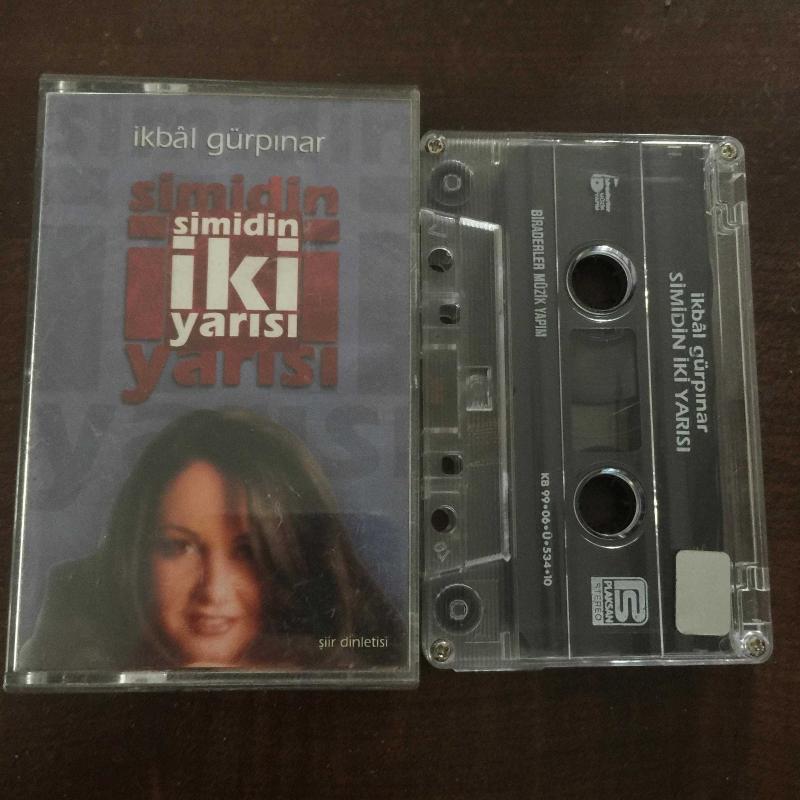 ikbâl gürpınar
simidin
simidin
iki
yarısı
yarısı
şiir dinletisi
ikbâl gürpınar
SİMİDİN İKİ YARISI
BİRADERLER MÜZİK YAPIM
KB 99•06•Ü•534•10
PLAKSAN
STEREO